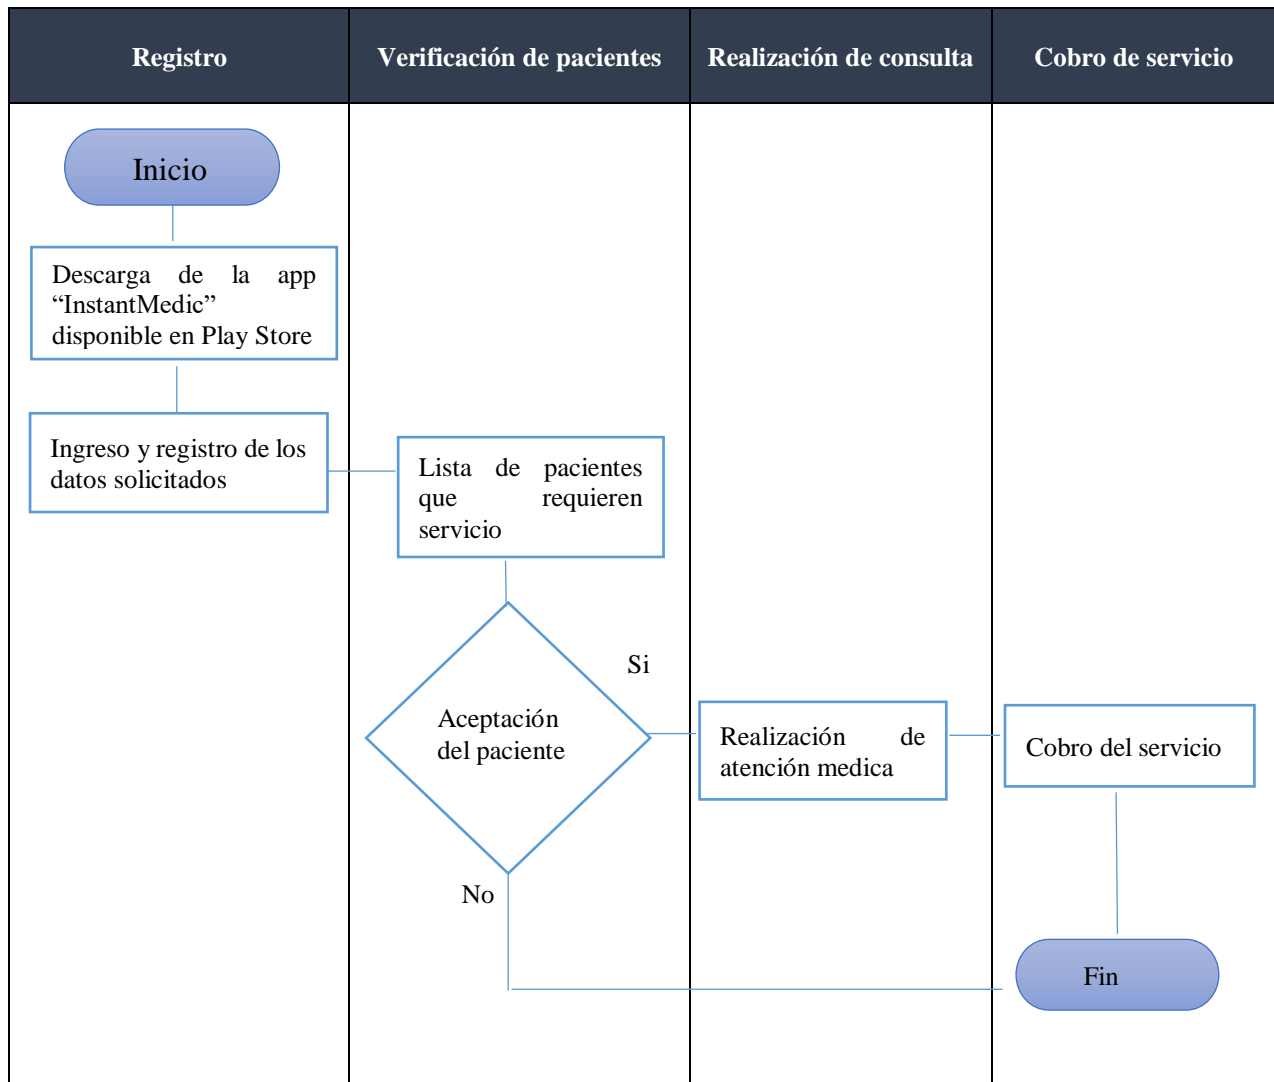 Registro
Verificación de pacientes
Realización de consulta
Cobro de servicio
Inicio
Descarga de la app
“InstantMedic”
disponible en Play Store
Ingreso y registro de los
datos solicitados
Lista de pacientes
que requieren
servicio
Aceptación
del paciente
Si
No
Realización de
atención medica
Cobro del servicio
Fin